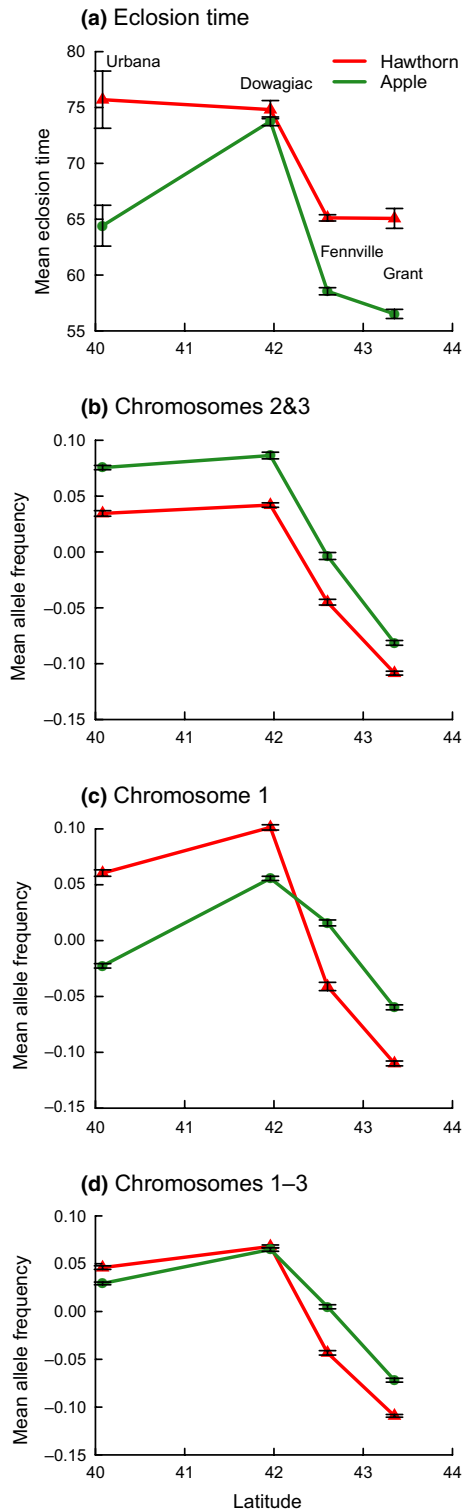 (a) Eclosion time
80
75
70
65
60
55
Mean eclosion time
Urbana
Dowagiac
Fennville
Grant
Hawthorn
Apple
40 41 42 43 44
(b) Chromosomes 2&3
0.10
0.05
0.00
–0.05
–0.10
–0.15
Mean allele frequency
40 41 42 43 44
(c) Chromosome 1
0.10
0.05
0.00
–0.05
–0.10
–0.15
Mean allele frequency
40 41 42 43 44
(d) Chromosomes 1–3
0.10
0.05
0.00
–0.05
–0.10
–0.15
Mean allele frequency
40 41 42 43 44
Latitude